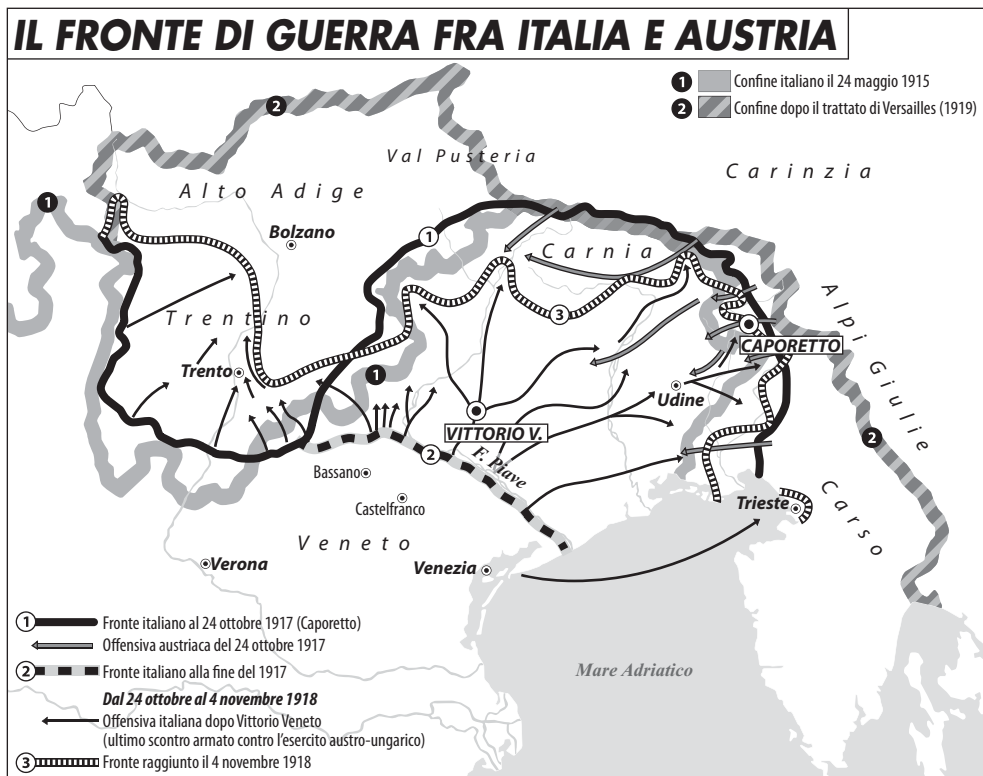 IL FRONTE DI GUERRA FRA ITALIA E AUSTRIA
1 Confine italiano il 24 maggio 1915
2 Confine dopo il trattato di Versailles (1919)
2
Val Pusteria
Carinzia
1
Alto Adige
Bolzano
1
Carnia
Alpi Giulie
Trentino
3
CAPORETTO
Trento
1
Udine
VITTORIO V.
2
F. Piave
2
Bassano
Castelfranco
Trieste
Carso
Veneto
Verona
Venezia
Mare Adriatico
1 Fronte italiano al 24 ottobre 1917 (Caporetto)
Offensiva austriaca del 24 ottobre 1917
2 Fronte italiano alla fine del 1917
Dal 24 ottobre al 4 novembre 1918
Offensiva italiana dopo Vittorio Veneto
(ultimo scontro armato contro l'esercito austro-ungarico)
3 Fronte raggiunto il 4 novembre 1918